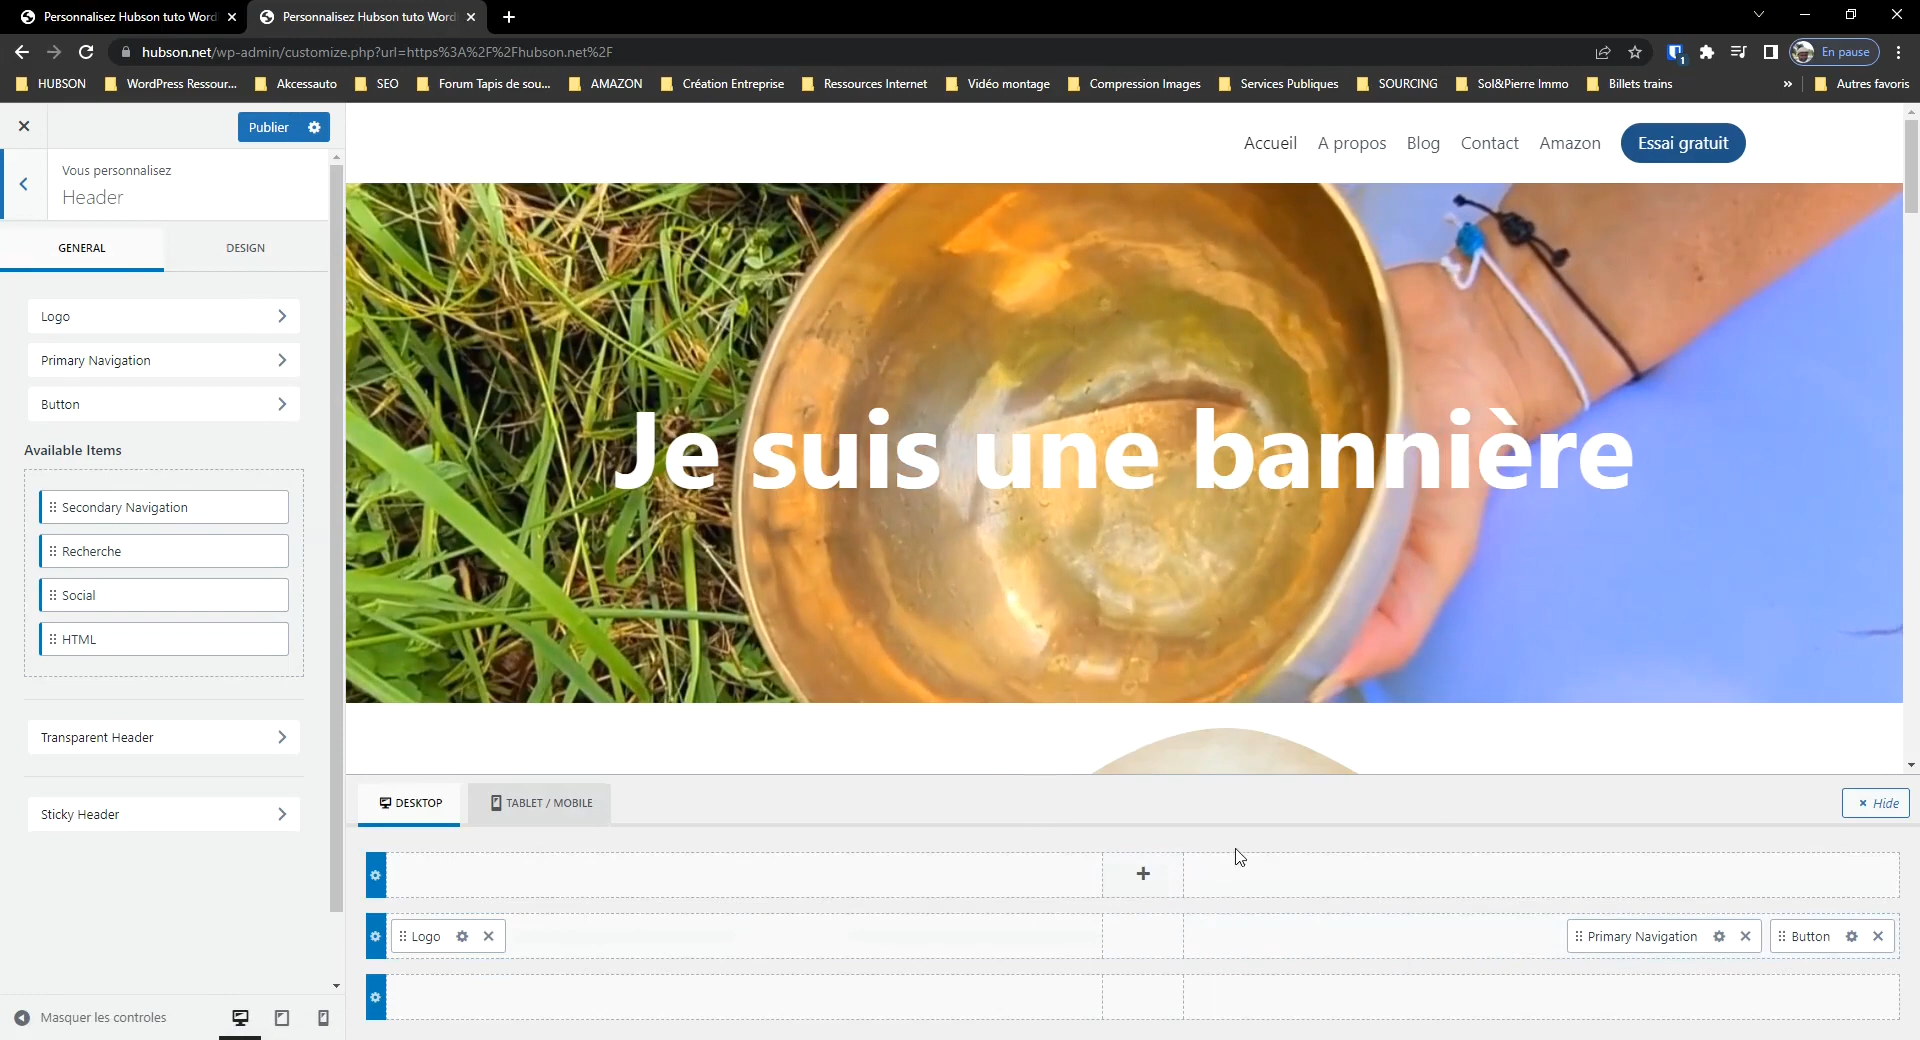 Personnalisez Hubson tuto Word
Personnalisez Hubson tuto Word
hubson.net/wp-admin/customize.php?url=https%3A%2F%2Fhubson.net%2F
1
En pause
HUBSON
WordPress Ressour...
Akcessauto
SEO
Forum Tapis de sou...
AMAZON
Création Entreprise
Ressources Internet
Vidéo montage
Compression Images
Services Publiques
SOURCING
Sol&Pierre Immo
Billets trains
»
Autres favoris
Publier
Vous personnalisez
Header
GENERAL
DESIGN
Logo
Primary Navigation
Button
Available Items
Secondary Navigation
Recherche
Social
HTML
Transparent Header
Sticky Header
Masquer les controles
Accueil
A propos
Blog
Contact
Amazon
Essai gratuit
Je suis une bannière
DESKTOP
TABLET / MOBILE
× Hide
+
Logo
Primary Navigation
Button